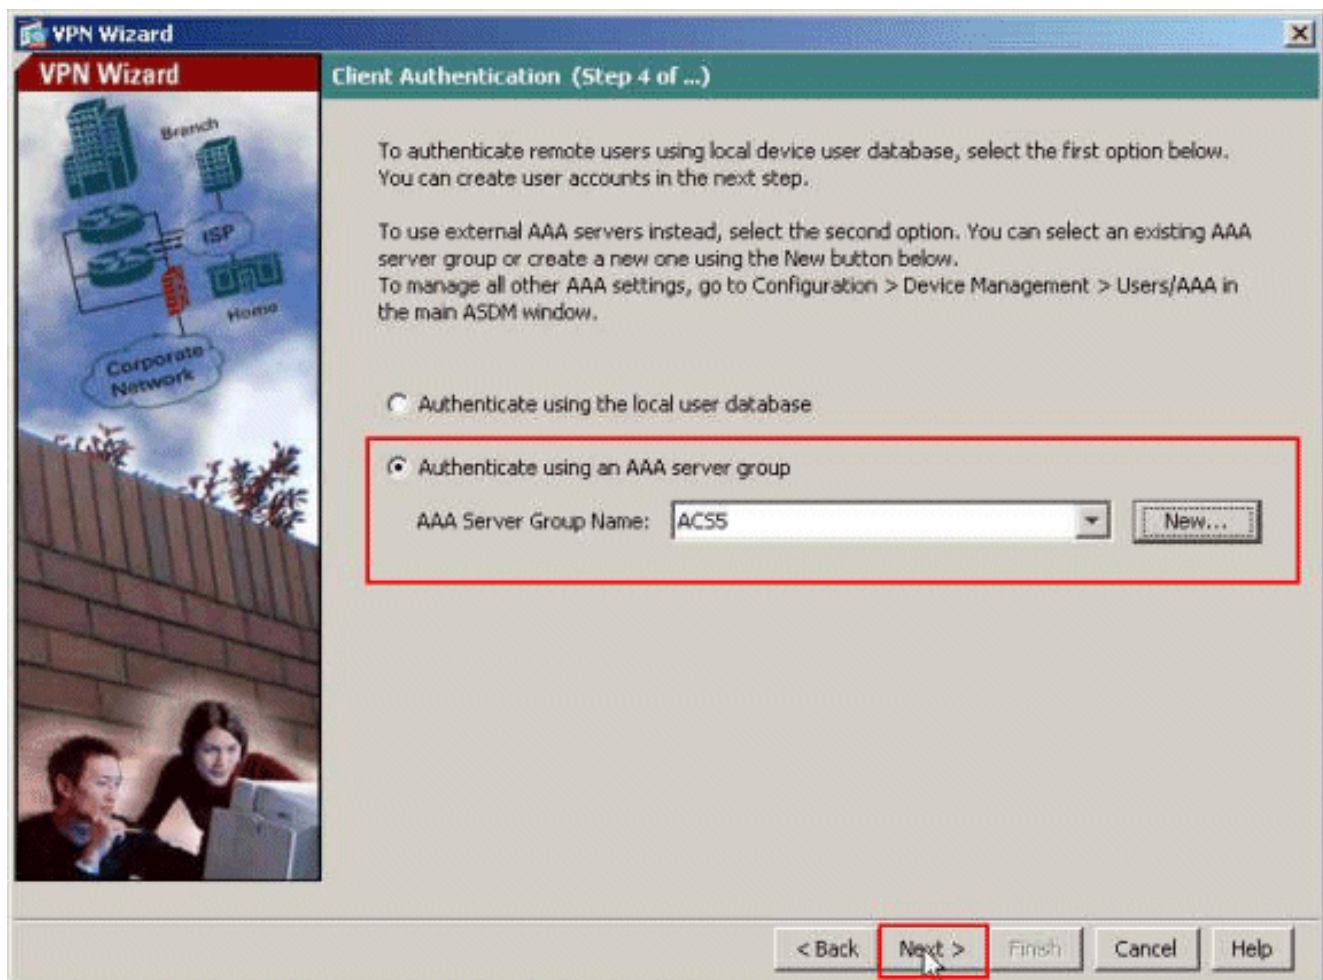 VPN Wizard
VPN Wizard
Client Authentication (Step 4 of ...)
Branch
ISP
Home
Corporate
Network
To authenticate remote users using local device user database, select the first option below.
You can create user accounts in the next step.
To use external AAA servers instead, select the second option. You can select an existing AAA
server group or create a new one using the New button below.
To manage all other AAA settings, go to Configuration > Device Management > Users/AAA in
the main ASDM window.
Authenticate using the local user database
Authenticate using an AAA server group
AAA Server Group Name: ACS5 New...
< Back Next > Finish Cancel Help